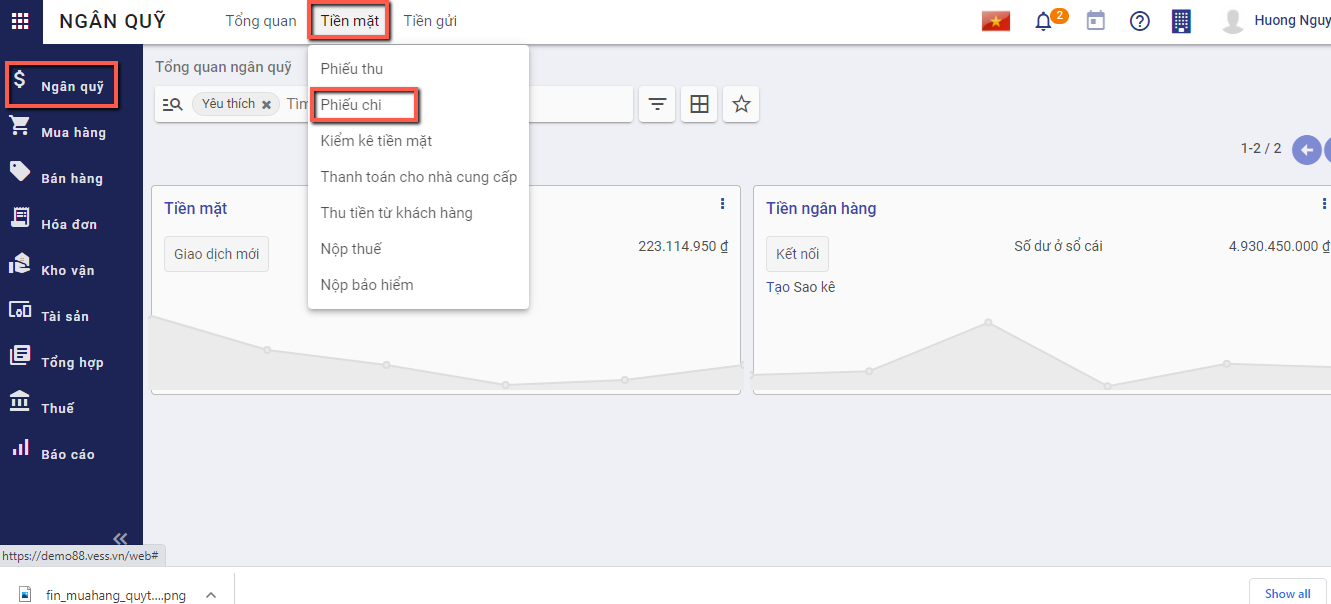 NGÂN QUỸ
Tổng quan
Tiền mặt
Tiền gửi
2
Huong Nguy
Ngân quỹ
Mua hàng
Bán hàng
Hóa đơn
Kho vận
Tài sản
Tổng hợp
Thuế
Báo cáo
Tổng quan ngân quỹ
Yêu thích
Tìm
Phiếu thu
Phiếu chi
Kiểm kê tiền mặt
Thanh toán cho nhà cung cấp
Thu tiền từ khách hàng
Nộp thuế
Nộp bảo hiểm
1-2 / 2
Tiền mặt
Giao dịch mới
223.114.950 ₫
Tiền ngân hàng
Kết nối
Số dư ở sổ cái
4.930.450.000 ₫
Tạo Sao kê
https://demo88.vess.vn/web#
fin_muahang_quyt....png
Show all